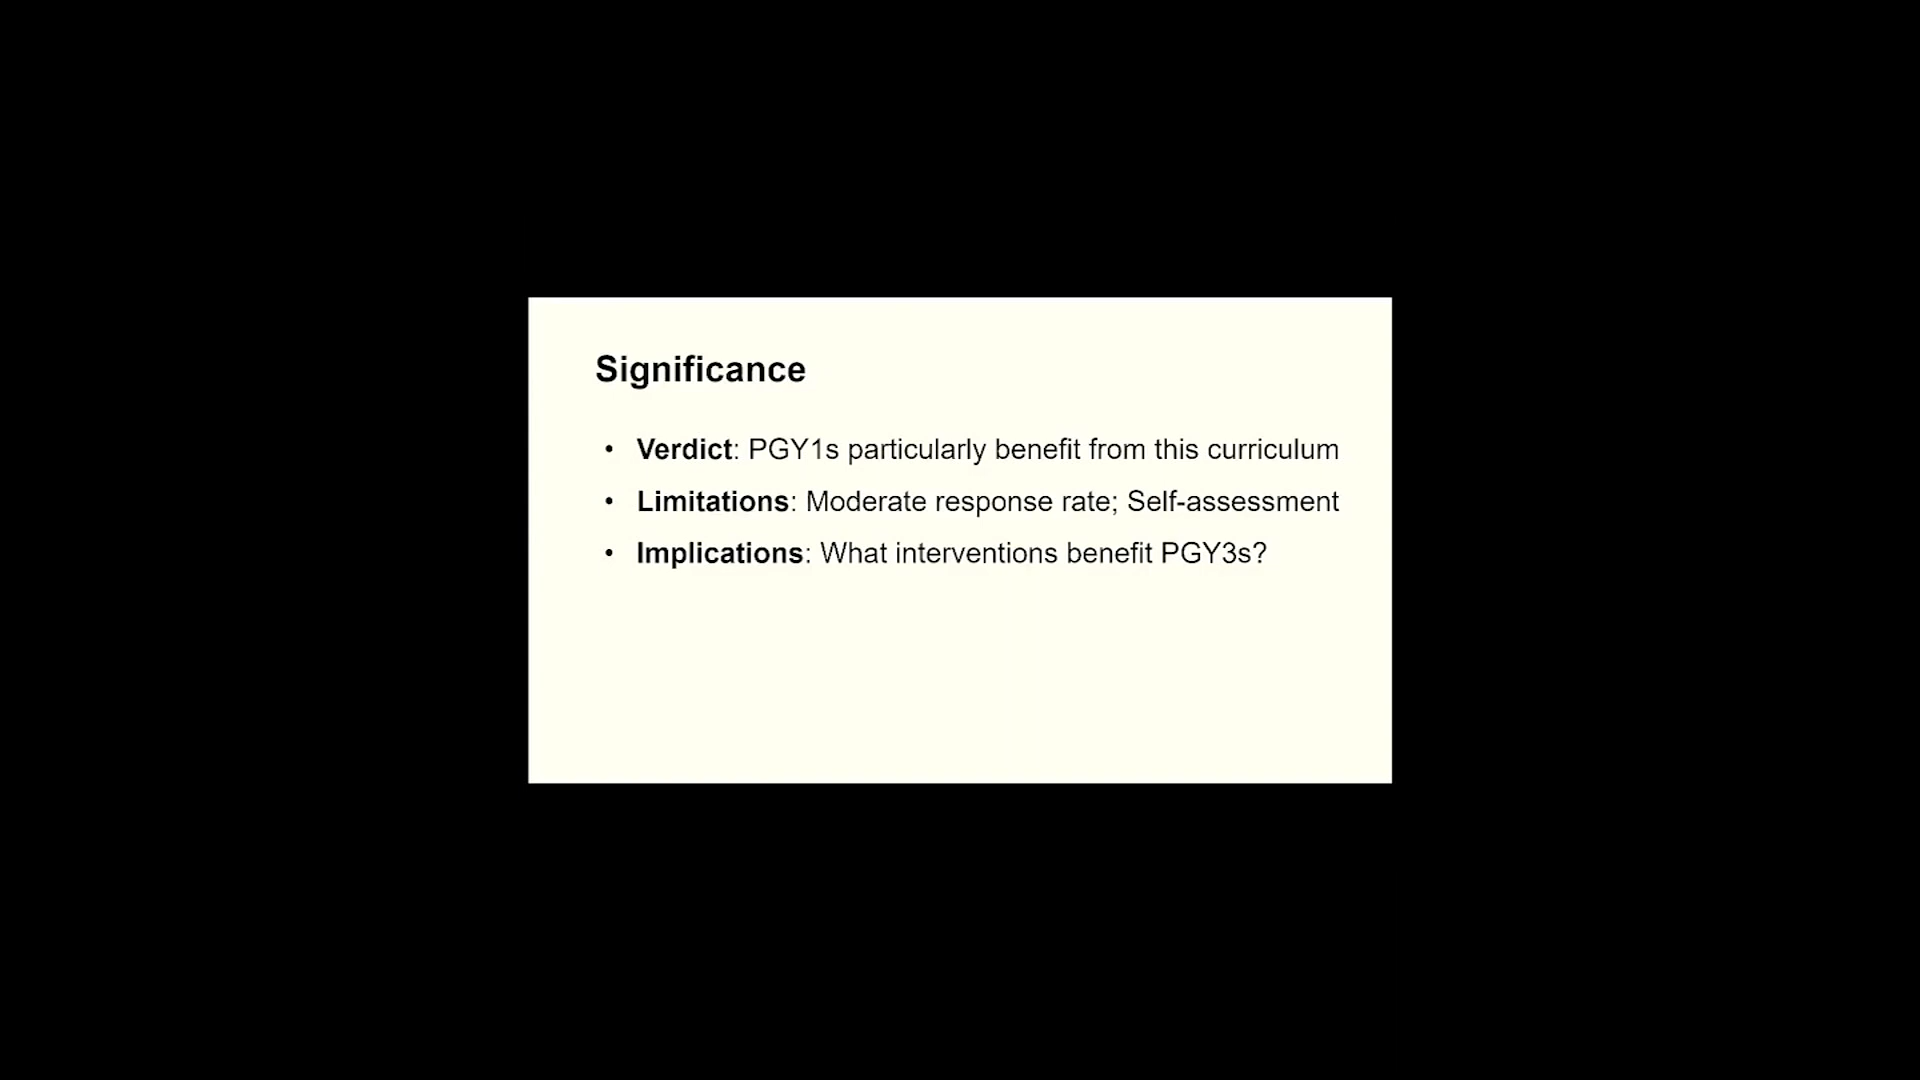 Significance
• Verdict: PGY1s particularly benefit from this curriculum
• Limitations: Moderate response rate; Self-assessment
• Implications: What interventions benefit PGY3s?